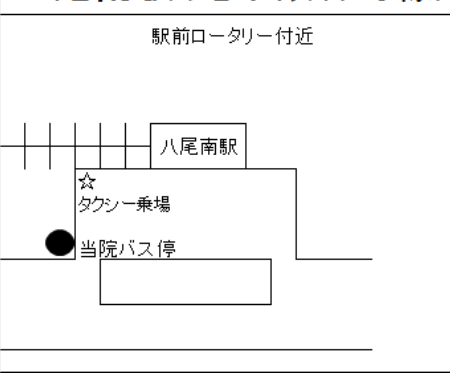 駅前ロータリー付近
八尾南駅
☆
タクシー乗場
当院バス停